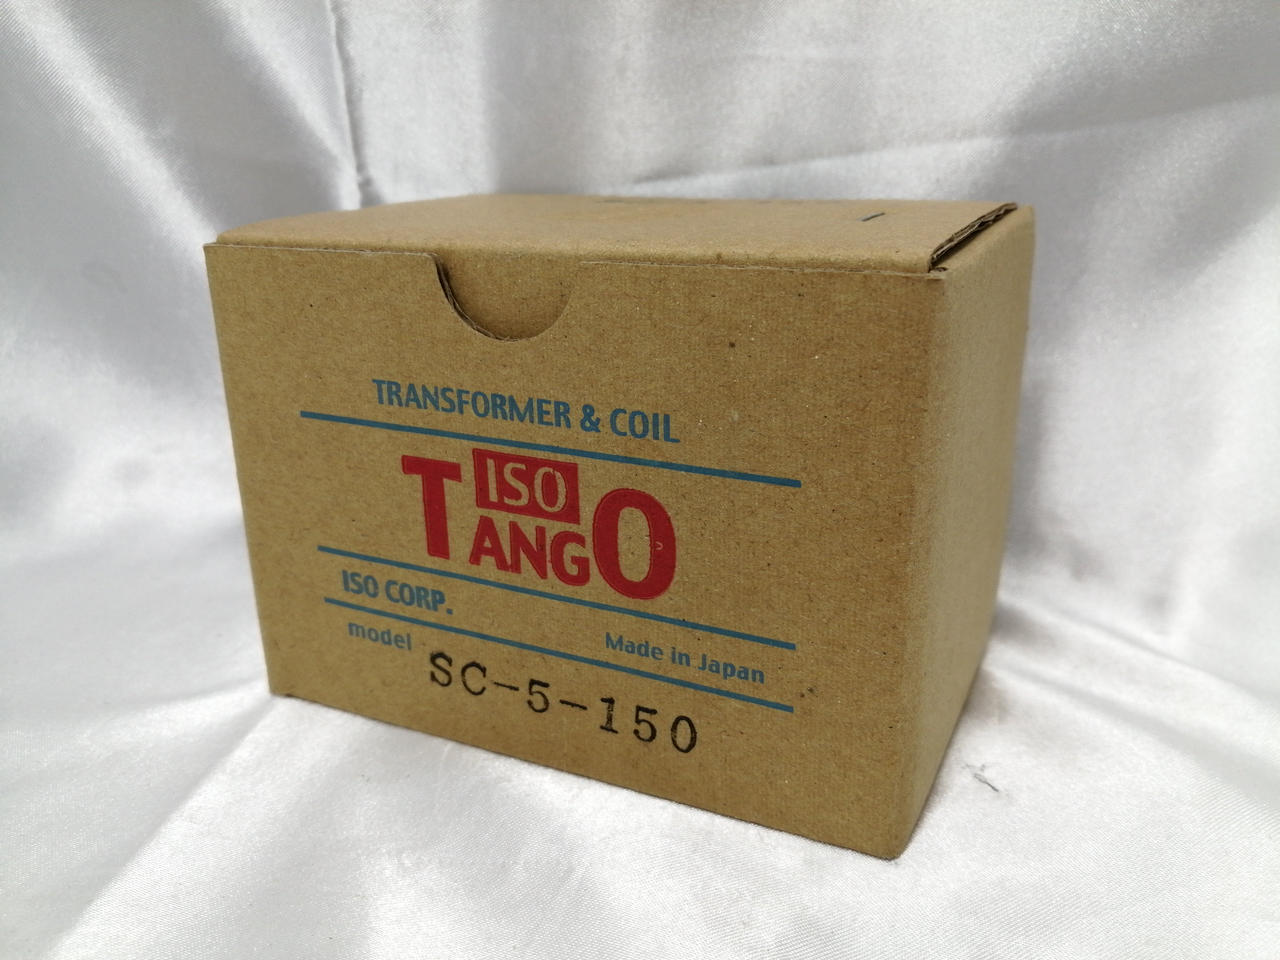 TRANSFORMER & COIL
ISO
TANGO
ISO CORP.
Made in Japan
model
SC-5-150